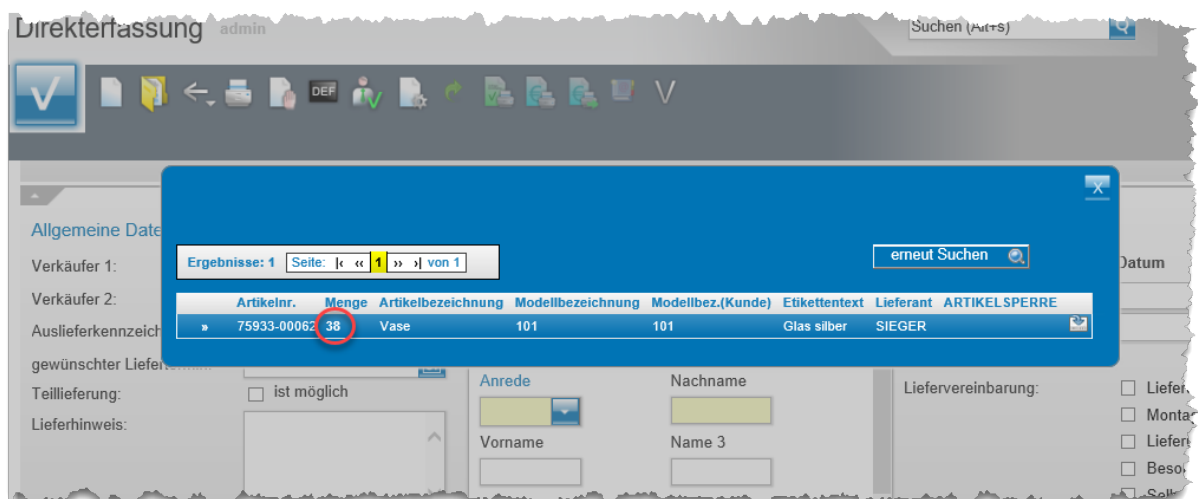 Direkterfassung admin
Suchen (Alt+s)
DEF
V
X
Allgemeine Date
Ergebnisse: 1 Seite: |‹ ‹‹ 1 ›› ›| von 1
erneut Suchen
Verkäufer 1:
Datum
Verkäufer 2:
Artikelnr. Menge Artikelbezeichnung Modellbezeichnung Modellbez.(Kunde) Etikettentext Lieferant ARTIKELSPERRE
» 75933-00062 38 Vase 101 101 Glas silber SIEGER
Auslieferkennzeich
gewünschter Liefer
Teillieferung:
ist möglich
Anrede
Nachname
Liefervereinbarung:
Liefer
Lieferhinweis:
Monta
Vorname
Name 3
Liefer
Beso
Selb